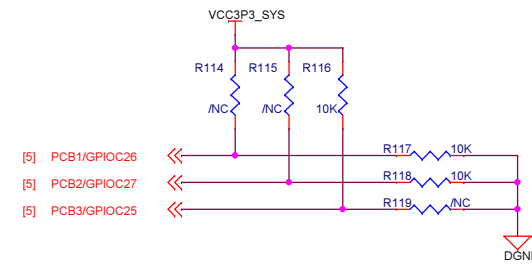 VCC3P3_SYS
R114 R115 R116
/NC /NC 10K
[5] PCB1/GPIOC26 R117 10K
[5] PCB2/GPIOC27 R118 10K
[5] PCB3/GPIOC25 R119 /NC